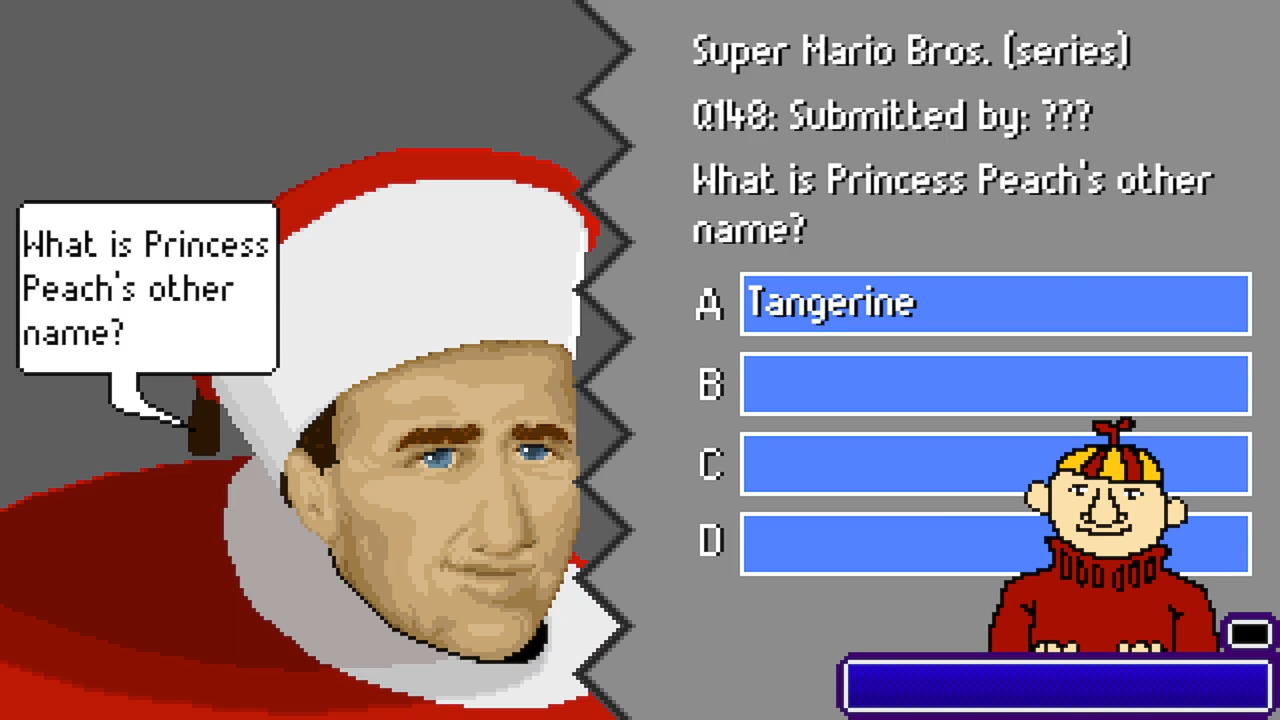 Super Mario Bros. (series)
Q148: Submitted by: ???
What is Princess Peach's other
name?
What is Princess
Peach's other
name?
A Tangerine
B
C
D